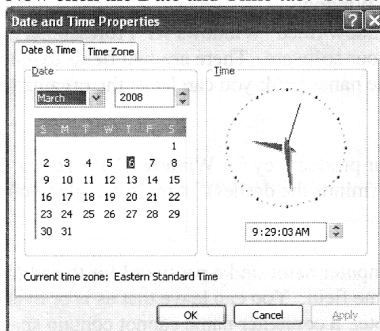 Date and Time Properties
Date & Time Time Zone
Date
Time
March 2008
S M T W T F S
1
2 3 4 5 6 7 8
9 10 11 12 13 14 15
16 17 18 19 20 21 22
23 24 25 26 27 28 29
30 31
9:29:03 AM
Current time zone: Eastern Standard Time
OK Cancel Apply